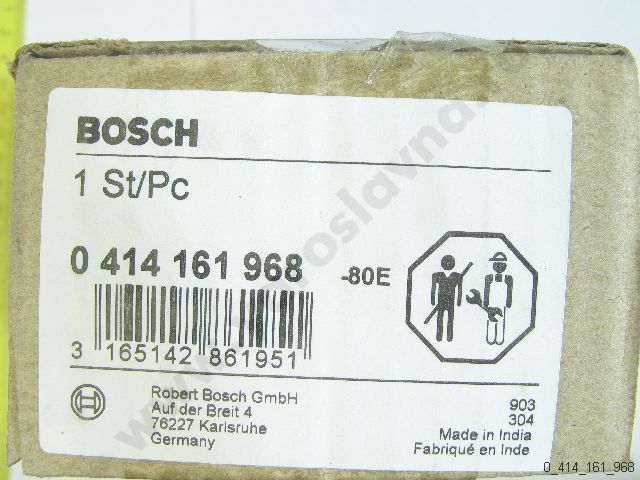 BOSCH
1 St/Pc
0 414 161 968 -80E
3 165142 861951
Robert Bosch GmbH
Auf der Breit 4
76227 Karlsruhe
Germany
903
304
Made in India
Fabriqué en Inde
0_414_161_968